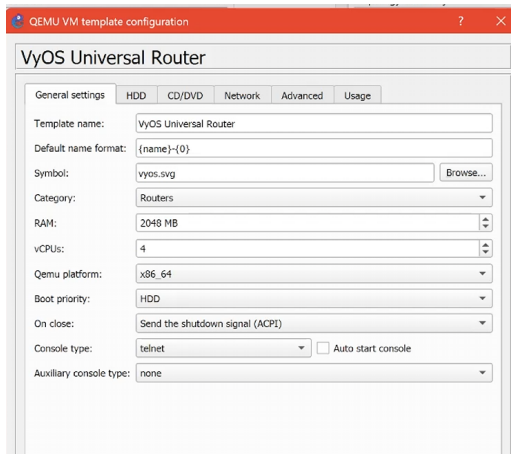 QEMU VM template configuration ? ×
VyOS Universal Router
General settings HDD CD/DVD Network Advanced Usage
Template name: VyOS Universal Router
Default name format: {name}-{0}
Symbol: vyos.svg Browse...
Category: Routers
RAM: 2048 MB
vCPUs: 4
Qemu platform: x86_64
Boot priority: HDD
On close: Send the shutdown signal (ACPI)
Console type: telnet Auto start console
Auxiliary console type: none